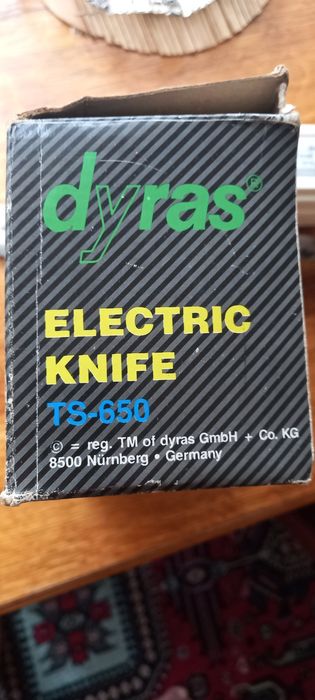 dyras®
ELECTRIC
KNIFE
TS-650
© = reg. TM of dyras GmbH + Co. KG
8500 Nürnberg • Germany